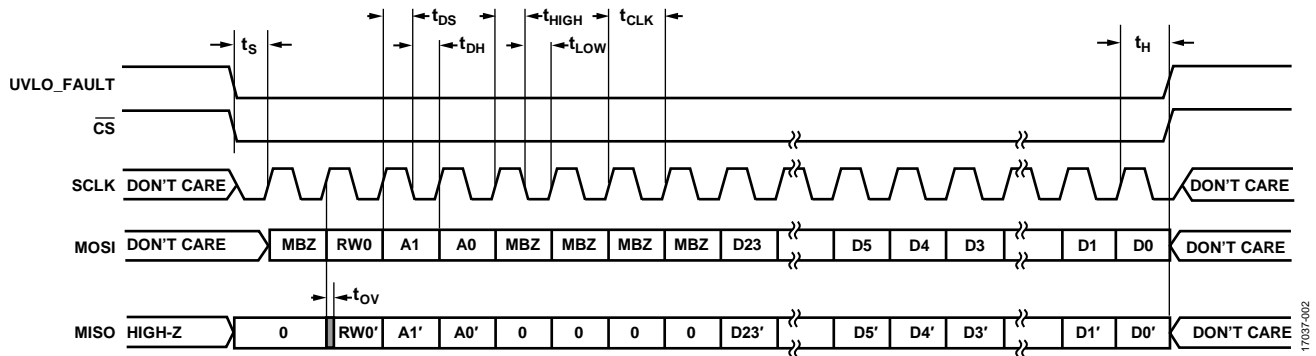 tS tDS tHIGH tCLK tH
tDH tLOW
UVLO_FAULT
CS
SCLK DON'T CARE DON'T CARE
MOSI DON'T CARE MBZ RW0 A1 A0 MBZ MBZ MBZ MBZ D23 D5 D4 D3 D1 D0 DON'T CARE
tOV
MISO HIGH-Z 0 RW0′ A1′ A0′ 0 0 0 0 D23′ D5′ D4′ D3′ D1′ D0′ DON'T CARE
17037-002